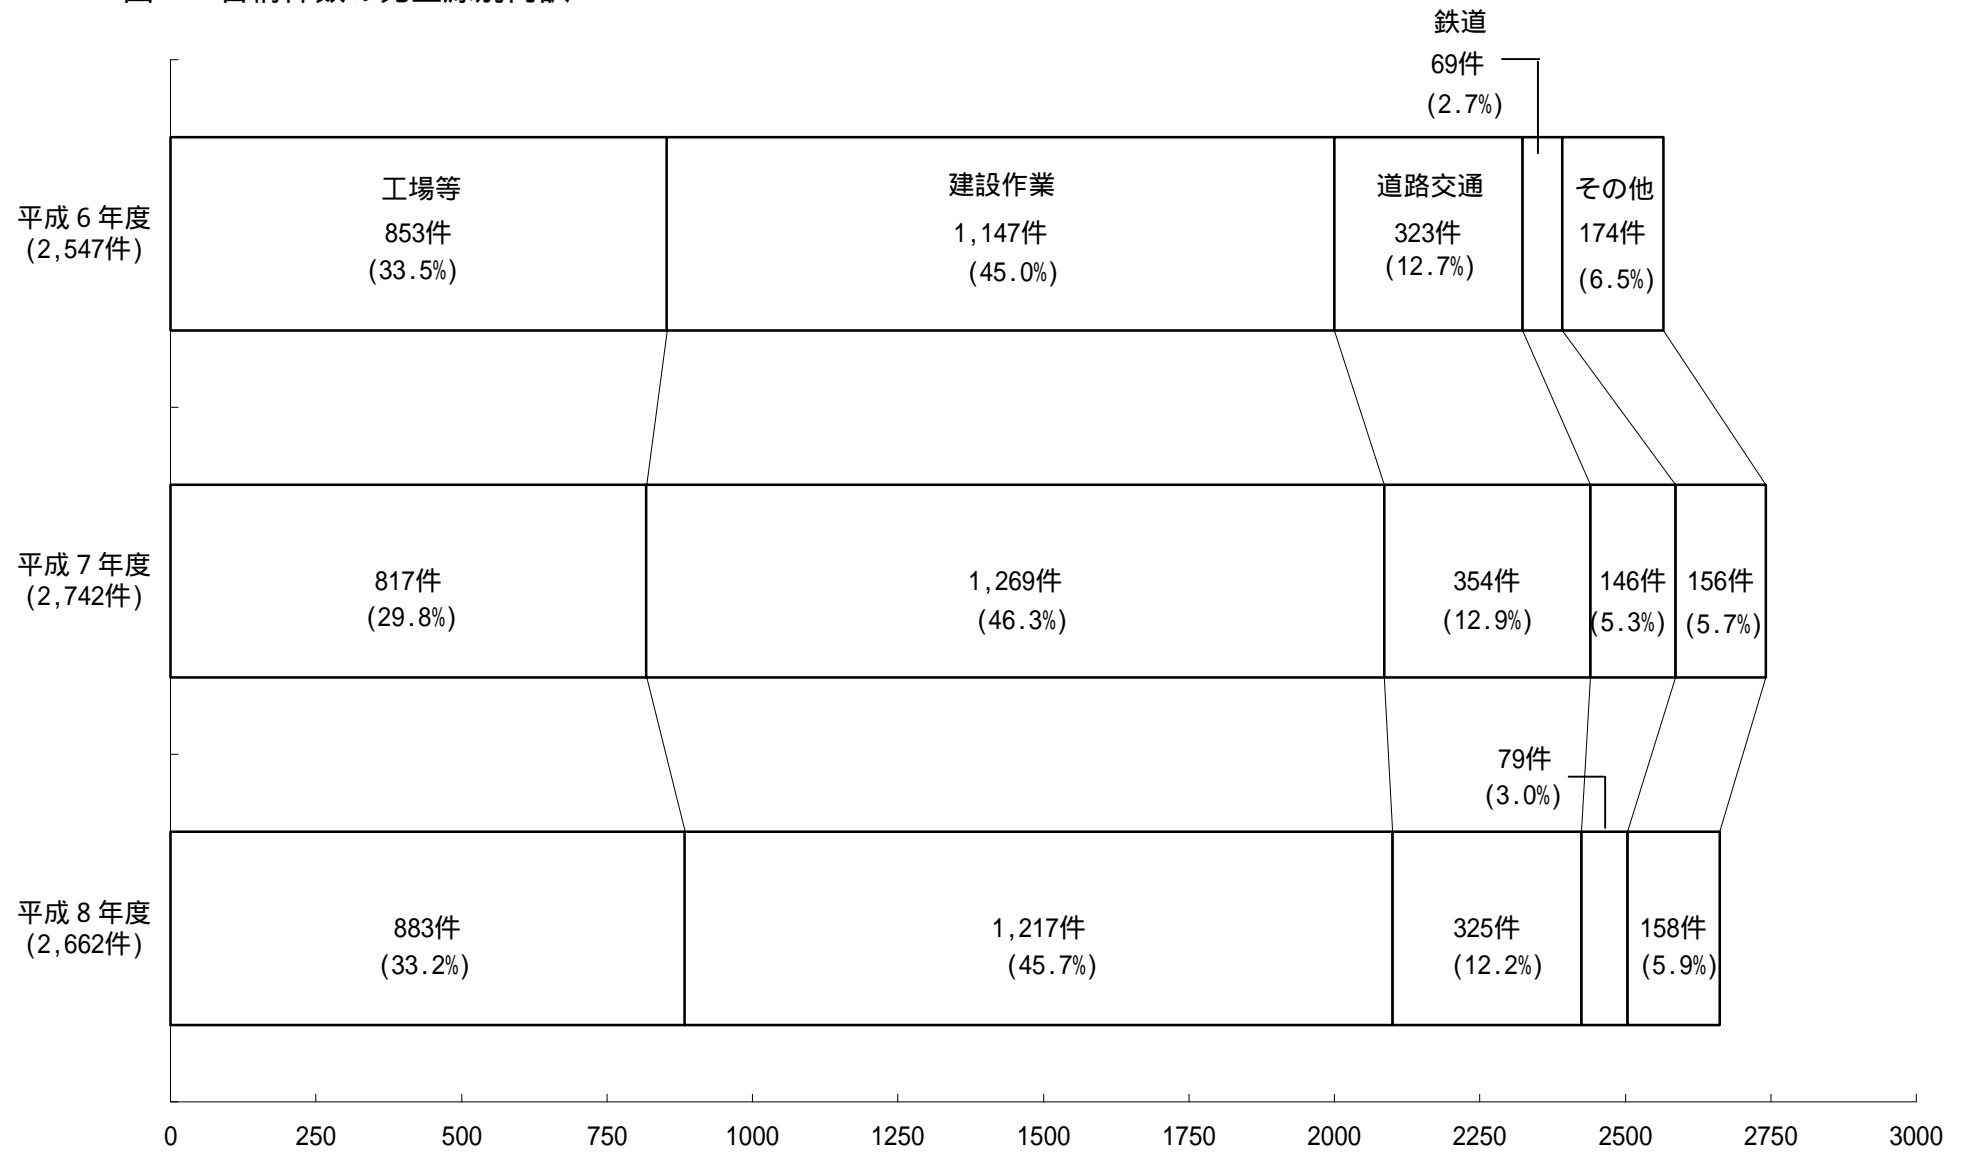 鉄道
69件
(2.7%)
工場等
853件
(33.5%)
建設作業
1,147件
(45.0%)
道路交通
323件
(12.7%)
その他
174件
(6.5%)
平成6年度
(2,547件)
平成7年度
(2,742件)
817件
(29.8%)
1,269件
(46.3%)
354件
(12.9%)
146件
(5.3%)
156件
(5.7%)
79件
(3.0%)
平成8年度
(2,662件)
883件
(33.2%)
1,217件
(45.7%)
325件
(12.2%)
158件
(5.9%)
0 250 500 750 1000 1250 1500 1750 2000 2250 2500 2750 3000